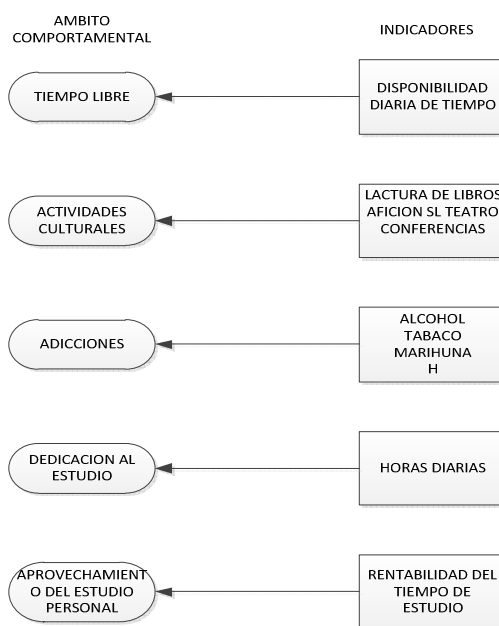 AMBITO
COMPORTAMENTAL
INDICADORES
TIEMPO LIBRE
DISPONIBILIDAD
DIARIA DE TIEMPO
ACTIVIDADES
CULTURALES
LACTURA DE LIBROS
AFICION SL TEATRO
CONFERENCIAS
ADICCIONES
ALCOHOL
TABACO
MARIHUNA
H
DEDICACION AL
ESTUDIO
HORAS DIARIAS
APROVECHAMIENT
O DEL ESTUDIO
PERSONAL
RENTABILIDAD DEL
TIEMPO DE
ESTUDIO